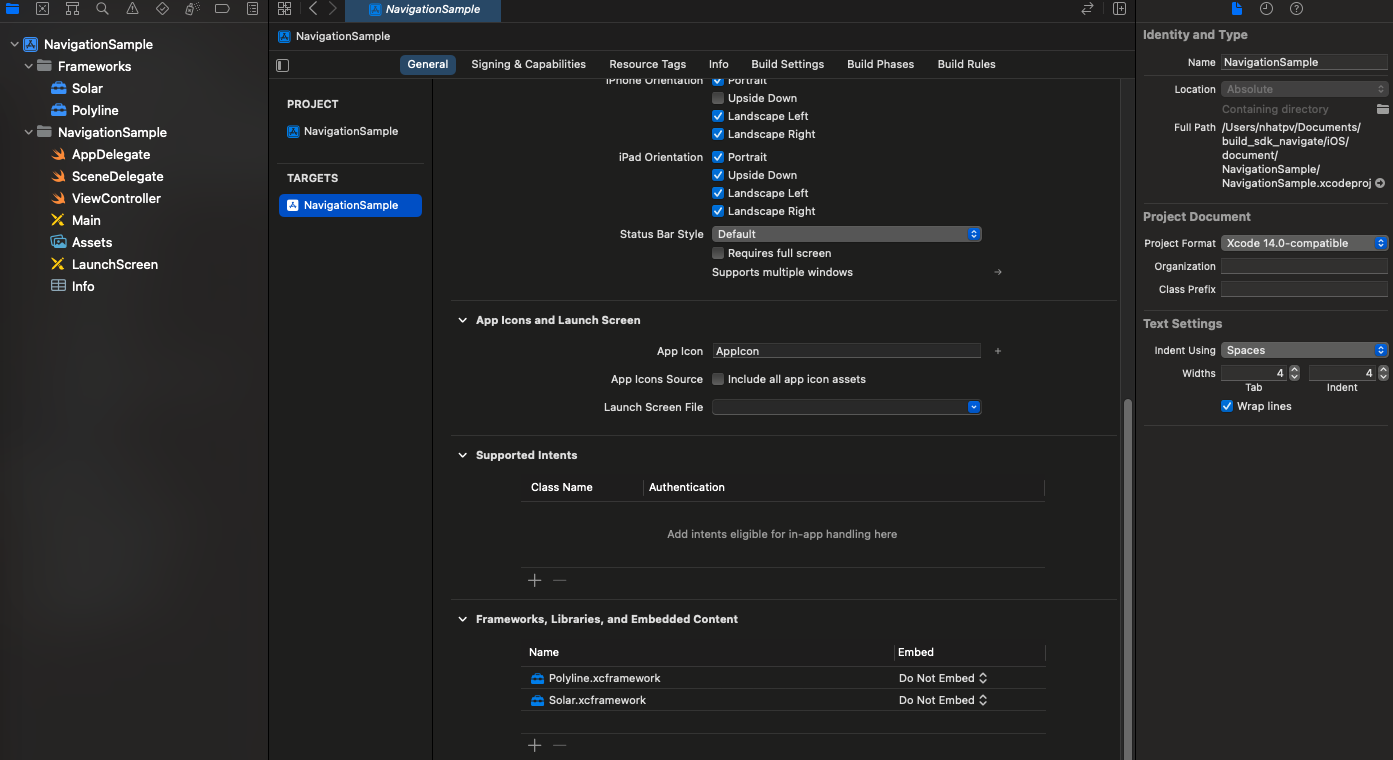 NavigationSample
NavigationSample
Frameworks
Solar
Polyline
NavigationSample
AppDelegate
SceneDelegate
ViewController
Main
Assets
LaunchScreen
Info
NavigationSample
General
Signing & Capabilities
Resource Tags
Info
Build Settings
Build Phases
Build Rules
PROJECT
NavigationSample
TARGETS
NavigationSample
iPhone Orientation
Portrait
Upside Down
Landscape Left
Landscape Right
iPad Orientation
Portrait
Upside Down
Landscape Left
Landscape Right
Status Bar Style
Default
Requires full screen
Supports multiple windows
App Icons and Launch Screen
App Icon
AppIcon
App Icons Source
Include all app icon assets
Launch Screen File
Supported Intents
Class Name
Authentication
Add intents eligible for in-app handling here
Frameworks, Libraries, and Embedded Content
Name
Embed
Polyline.xcframework
Do Not Embed
Solar.xcframework
Do Not Embed
Identity and Type
Name
NavigationSample
Location
Absolute
Containing directory
Full Path
/Users/nhatpv/Documents/
build_sdk_navigate/iOS/
document/
NavigationSample/
NavigationSample.xcodeproj
Project Document
Project Format
Xcode 14.0-compatible
Organization
Class Prefix
Text Settings
Indent Using
Spaces
Widths
4
4
Tab
Indent
Wrap lines